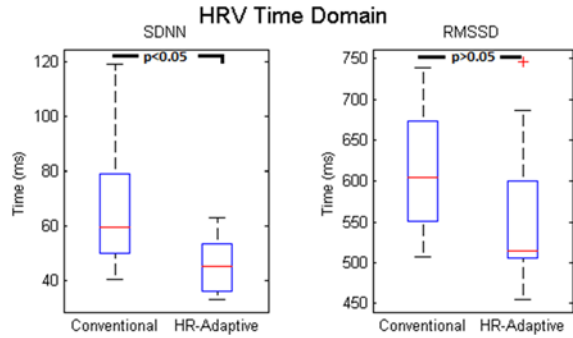 HRV Time Domain
SDNN
p<0.05
120
100
80
60
40
Time (ms)
Conventional HR-Adaptive
RMSSD
p>0.05
750
700
650
600
550
500
450
Time (ms)
Conventional HR-Adaptive